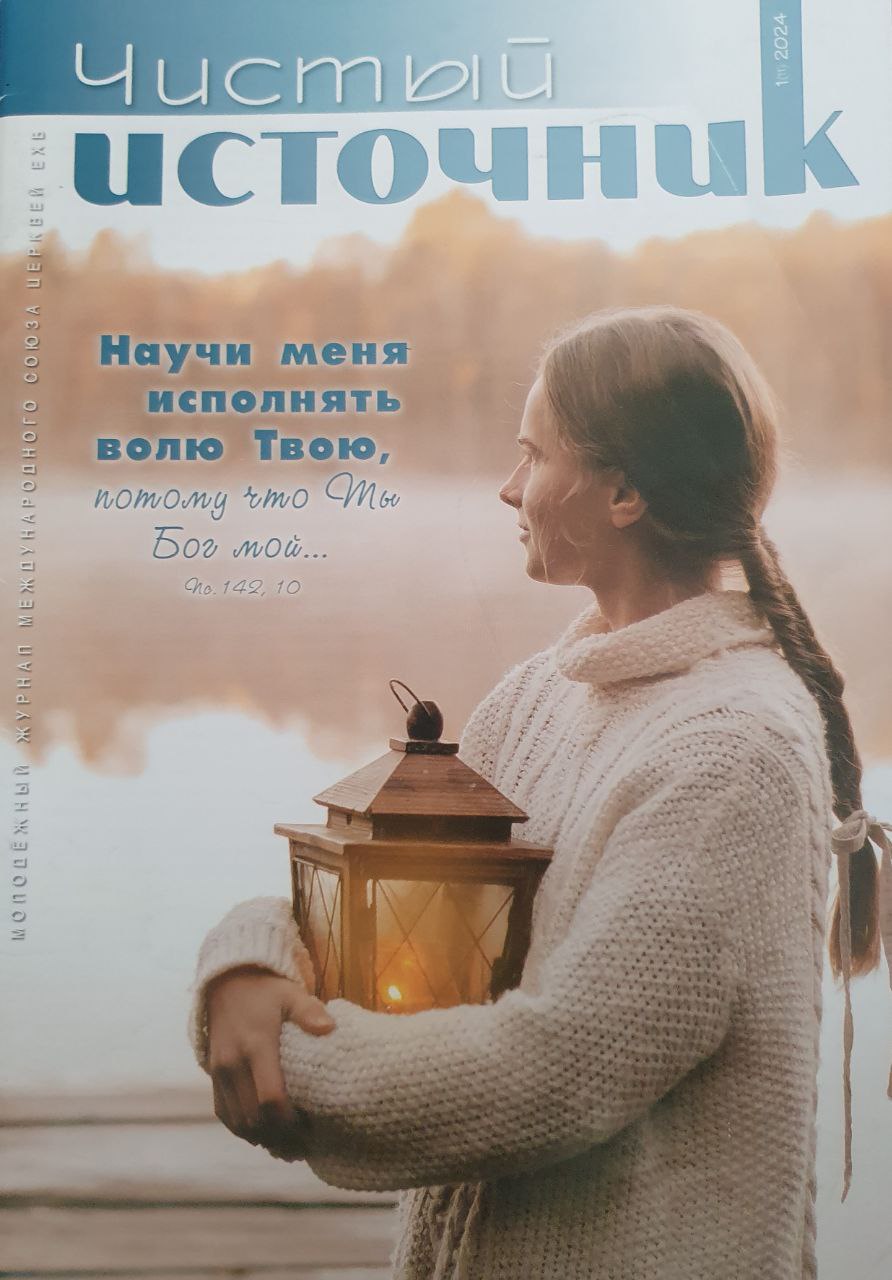 Чистый
источник
1(11) 2024
МОЛОДЁЖНЫЙ ЖУРНАЛ МЕЖДУНАРОДНОГО СОЮЗА ЦЕРКВЕЙ ЕХБ
Научи меня
исполнять
волю Твою,
потому что Ты
Бог мой...
Пс. 142, 10